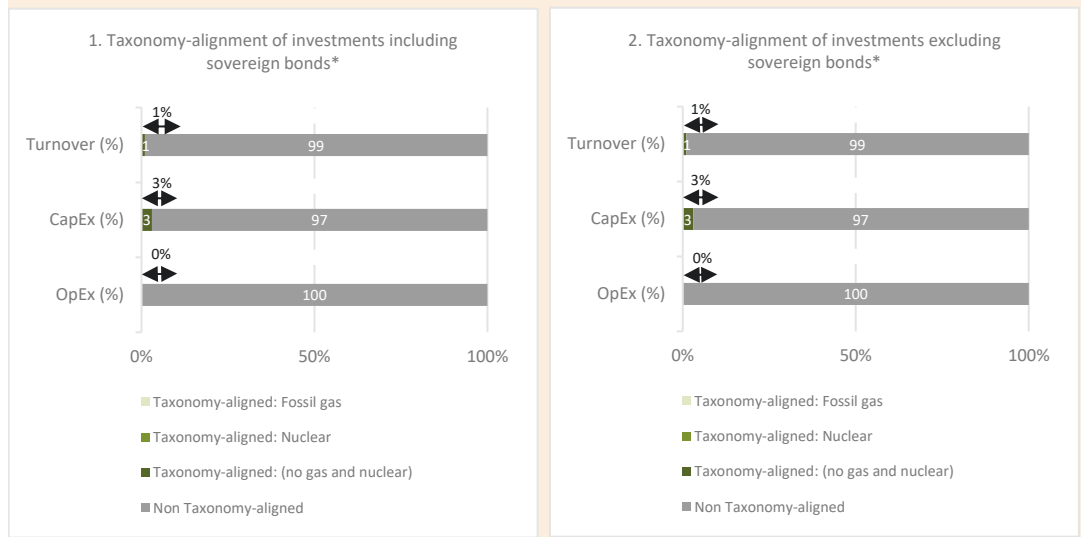 1. Taxonomy-alignment of investments including
sovereign bonds*
1%
Turnover (%)
1
99
3%
CapEx (%)
3
97
0%
OpEx (%)
100
0%
50%
100%
Taxonomy-aligned: Fossil gas
Taxonomy-aligned: Nuclear
Taxonomy-aligned: (no gas and nuclear)
Non Taxonomy-aligned
2. Taxonomy-alignment of investments excluding
sovereign bonds*
1%
Turnover (%)
1
99
3%
CapEx (%)
3
97
0%
OpEx (%)
100
0%
50%
100%
Taxonomy-aligned: Fossil gas
Taxonomy-aligned: Nuclear
Taxonomy-aligned: (no gas and nuclear)
Non Taxonomy-aligned